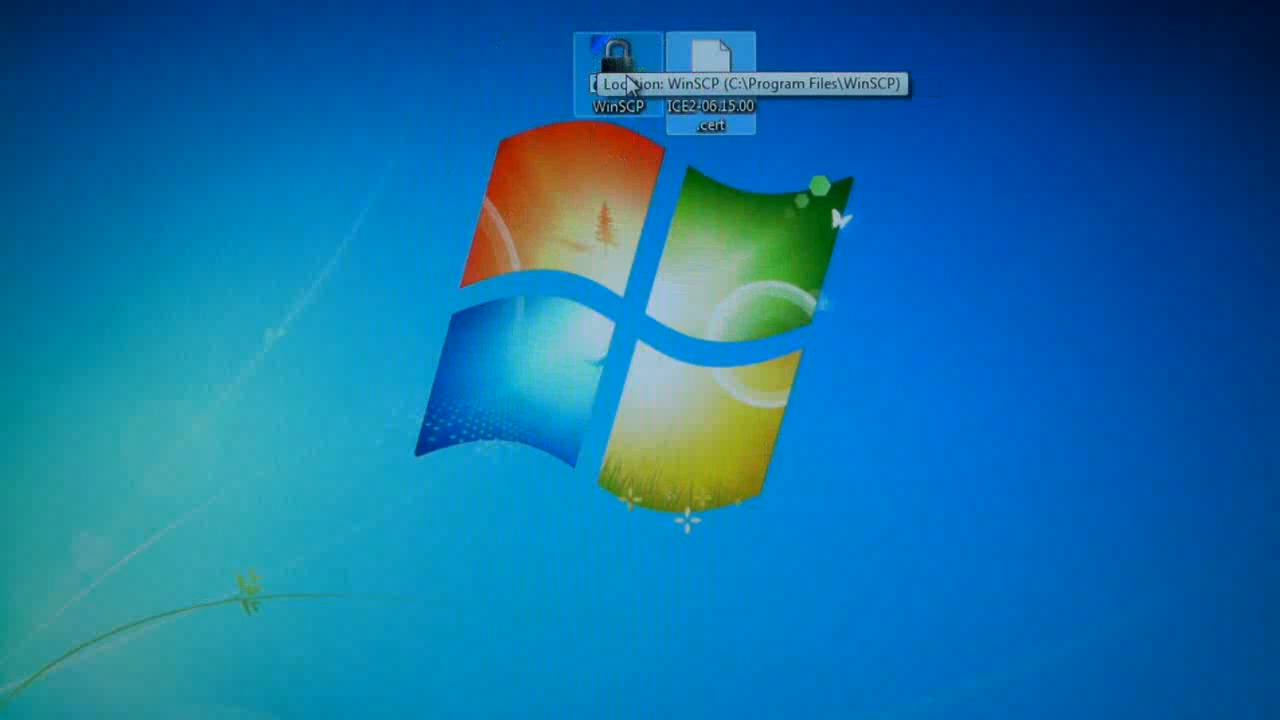 Location: WinSCP (C:\Program Files\WinSCP)
WinSCP
ICE2-06.15.00
.cert